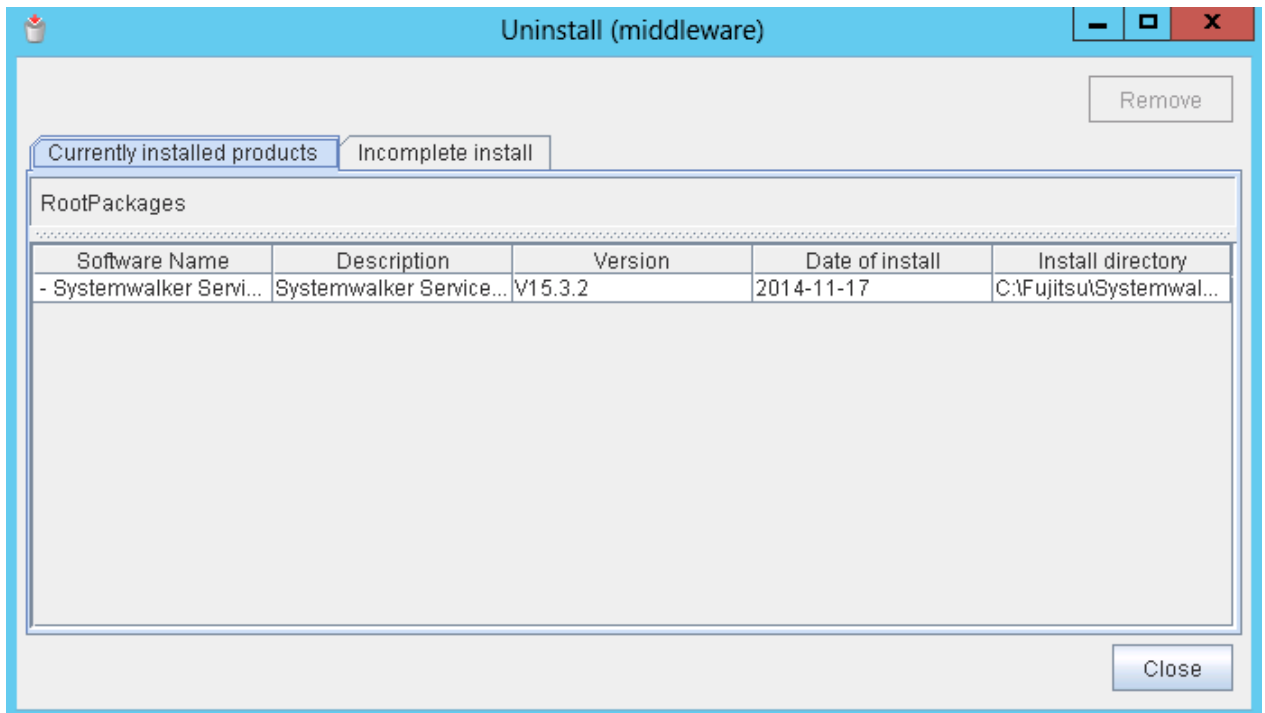 Uninstall (middleware)
Remove
Currently installed products Incomplete install
RootPackages
Software Name Description Version Date of install Install directory
- Systemwalker Servi... Systemwalker Service... V15.3.2 2014-11-17 C:\Fujitsu\Systemwal...
Close